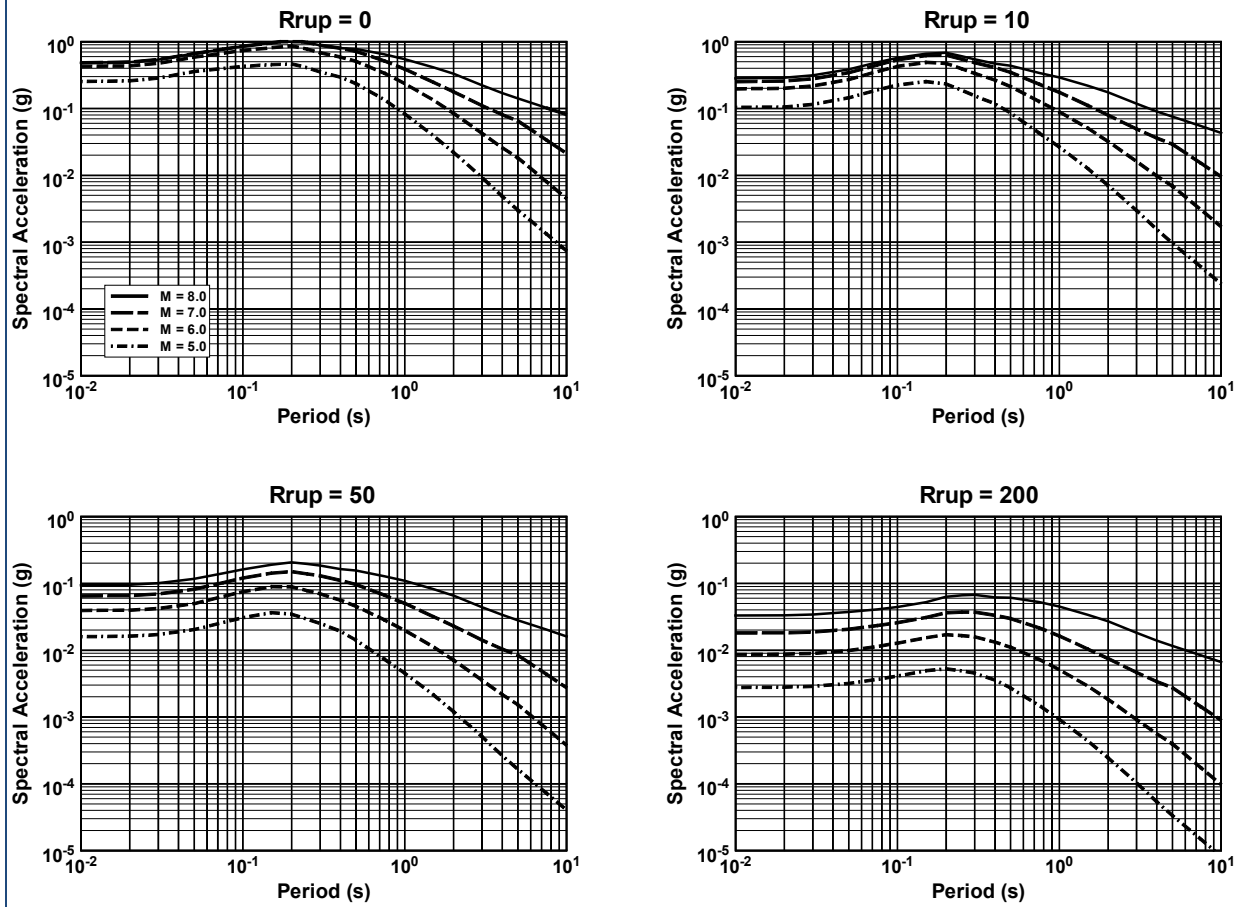 Rrup = 0
10^0
10^-1
10^-2
10^-3
10^-4
10^-5
Spectral Acceleration (g)
M = 8.0
M = 7.0
M = 6.0
M = 5.0
10^-2
10^-1
10^0
10^1
Period (s)
Rrup = 10
10^0
10^-1
10^-2
10^-3
10^-4
10^-5
Spectral Acceleration (g)
10^-2
10^-1
10^0
10^1
Period (s)
Rrup = 50
10^0
10^-1
10^-2
10^-3
10^-4
10^-5
Spectral Acceleration (g)
10^-2
10^-1
10^0
10^1
Period (s)
Rrup = 200
10^0
10^-1
10^-2
10^-3
10^-4
10^-5
Spectral Acceleration (g)
10^-2
10^-1
10^0
10^1
Period (s)